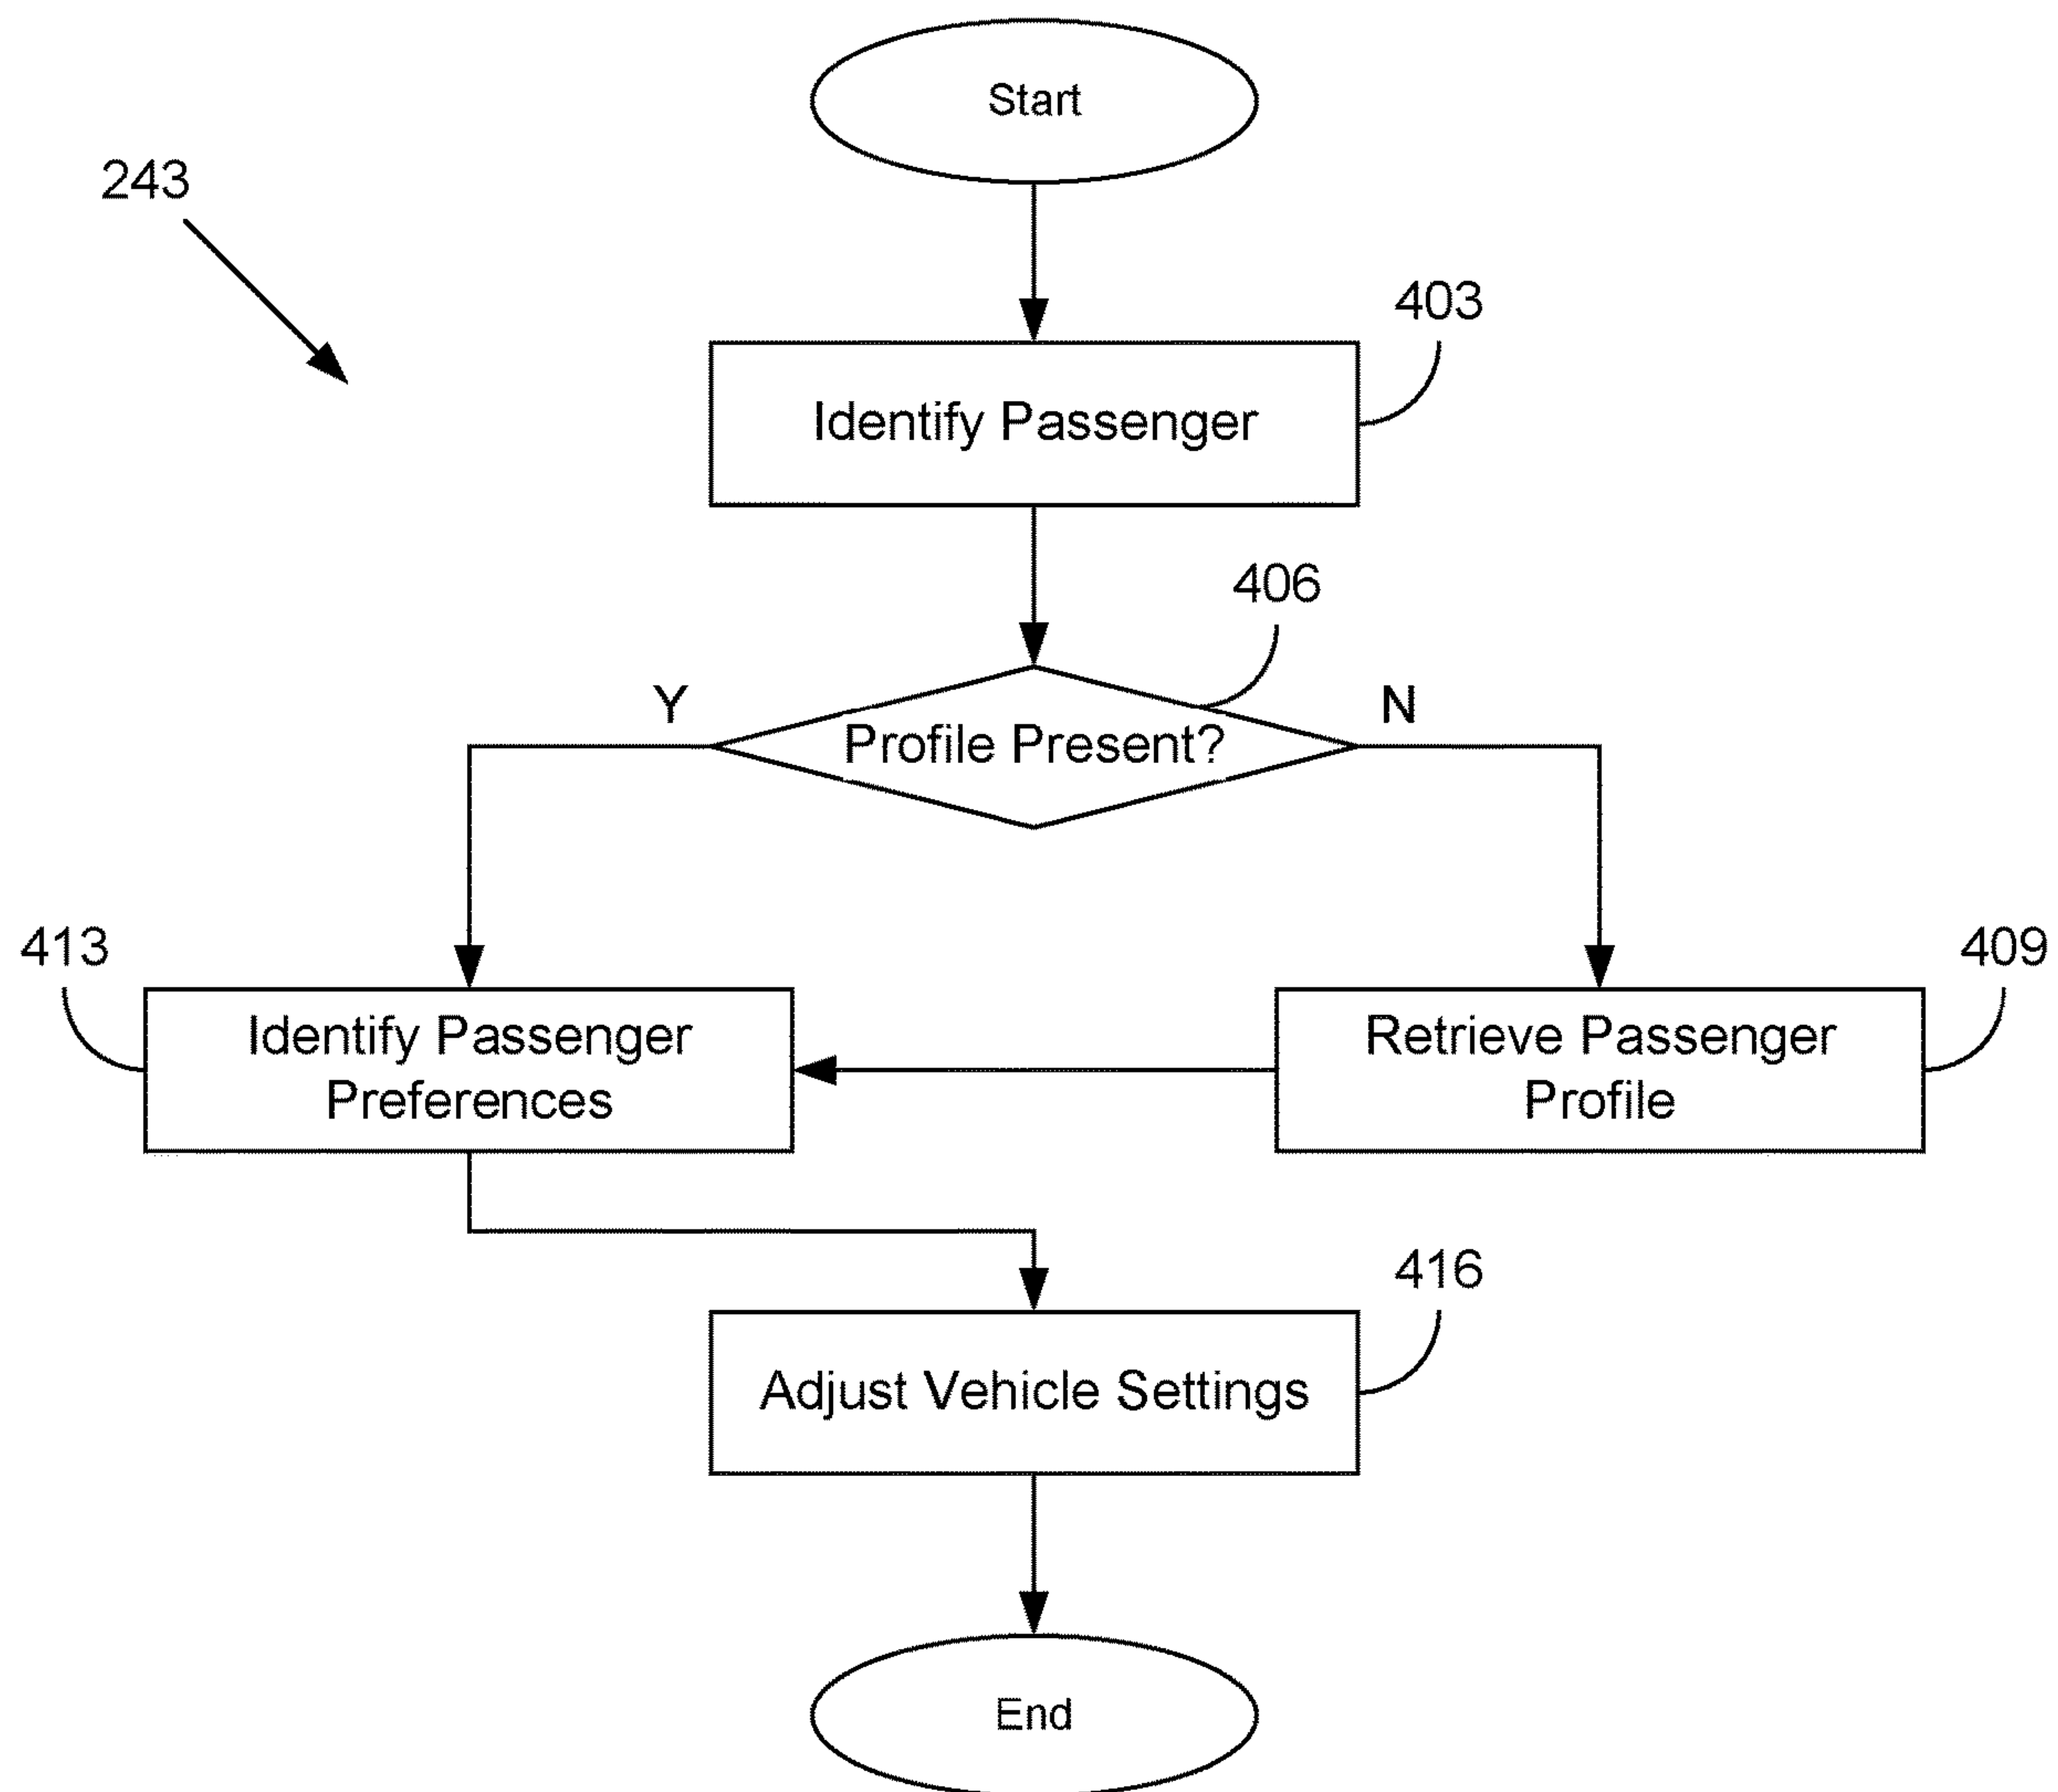 Start
243
403
Identify Passenger
406
Y
N
Profile Present?
413
409
Identify Passenger
Preferences
Retrieve Passenger
Profile
416
Adjust Vehicle Settings
End